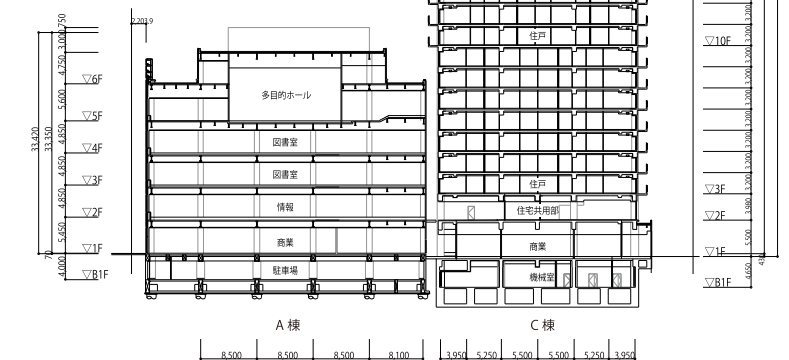 2,203.9
750
3,000
4,750
▽6F
5,600
▽5F
4,850
▽4F
4,850
▽3F
4,850
▽2F
5,450
▽1F
70
4,000
▽B1F
33,420
33,350
多目的ホール
図書室
図書室
情報
商業
駐車場
住戸
住戸
住宅共用部
商業
機械室
3,200
▽10F
3,200
3,200
3,200
3,200
3,200
3,200
3,200
▽3F
3,980
▽2F
5,500
▽1F
4,650
▽B1F
A 棟
C 棟
8,500
8,500
8,500
8,100
3,950
5,250
5,500
5,500
5,250
3,950